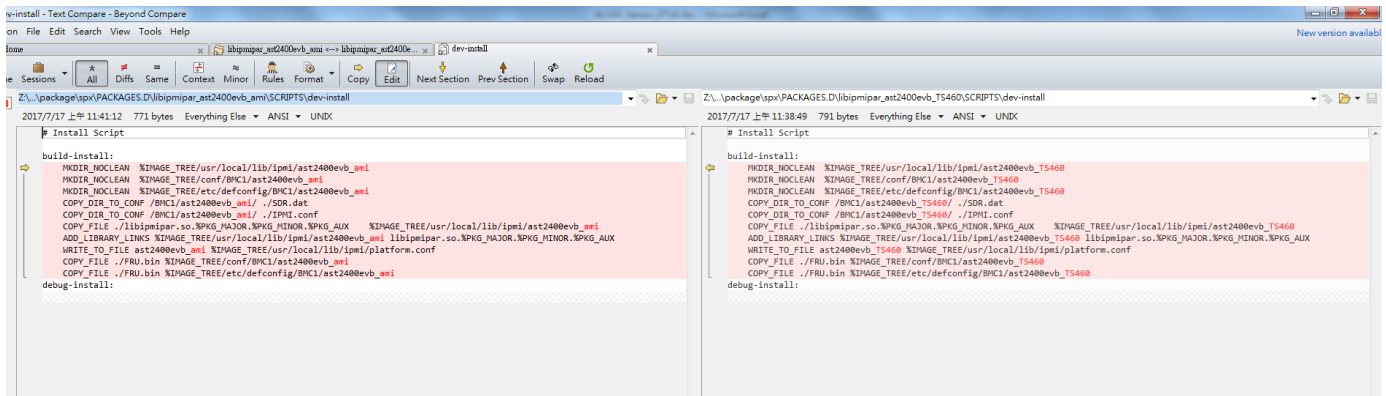 ev-install - Text Compare - Beyond Compare
on File Edit Search View Tools Help
New version availabl
Home
libipmipar_ast2400evb_ami <--> libipmipar_ast2400e...
dev-install
ne Sessions All Diffs Same Context Minor Rules Format Copy Edit Next Section Prev Section Swap Reload
Z:\...\package\spx\PACKAGES.D\libipmipar_ast2400evb_ami\SCRIPTS\dev-install
2017/7/17 上午 11:41:12 771 bytes Everything Else ANSI UNIX
# Install Script
build-install:
MKDIR_NOCLEAN %IMAGE_TREE/usr/local/lib/ipmi/ast2400evb_ami
MKDIR_NOCLEAN %IMAGE_TREE/conf/BMC1/ast2400evb_ami
MKDIR_NOCLEAN %IMAGE_TREE/etc/defconfig/BMC1/ast2400evb_ami
COPY_DIR_TO_CONF /BMC1/ast2400evb_ami/ ./SDR.dat
COPY_DIR_TO_CONF /BMC1/ast2400evb_ami/ ./IPMI.conf
COPY_FILE ./libipmipar.so.%PKG_MAJOR.%PKG_MINOR.%PKG_AUX %IMAGE_TREE/usr/local/lib/ipmi/ast2400evb_ami
ADD_LIBRARY_LINKS %IMAGE_TREE/usr/local/lib/ipmi/ast2400evb_ami libipmipar.so.%PKG_MAJOR.%PKG_MINOR.%PKG_AUX
WRITE_TO_FILE ast2400evb_ami %IMAGE_TREE/usr/local/lib/ipmi/platform.conf
COPY_FILE ./FRU.bin %IMAGE_TREE/conf/BMC1/ast2400evb_ami
COPY_FILE ./FRU.bin %IMAGE_TREE/etc/defconfig/BMC1/ast2400evb_ami
debug-install:
Z:\...\package\spx\PACKAGES.D\libipmipar_ast2400evb_TS460\SCRIPTS\dev-install
2017/7/17 上午 11:38:49 791 bytes Everything Else ANSI UNIX
# Install Script
build-install:
MKDIR_NOCLEAN %IMAGE_TREE/usr/local/lib/ipmi/ast2400evb_TS460
MKDIR_NOCLEAN %IMAGE_TREE/conf/BMC1/ast2400evb_TS460
MKDIR_NOCLEAN %IMAGE_TREE/etc/defconfig/BMC1/ast2400evb_TS460
COPY_DIR_TO_CONF /BMC1/ast2400evb_TS460/ ./SDR.dat
COPY_DIR_TO_CONF /BMC1/ast2400evb_TS460/ ./IPMI.conf
COPY_FILE ./libipmipar.so.%PKG_MAJOR.%PKG_MINOR.%PKG_AUX %IMAGE_TREE/usr/local/lib/ipmi/ast2400evb_TS460
ADD_LIBRARY_LINKS %IMAGE_TREE/usr/local/lib/ipmi/ast2400evb_TS460 libipmipar.so.%PKG_MAJOR.%PKG_MINOR.%PKG_AUX
WRITE_TO_FILE ast2400evb_TS460 %IMAGE_TREE/usr/local/lib/ipmi/platform.conf
COPY_FILE ./FRU.bin %IMAGE_TREE/conf/BMC1/ast2400evb_TS460
COPY_FILE ./FRU.bin %IMAGE_TREE/etc/defconfig/BMC1/ast2400evb_TS460
debug-install: